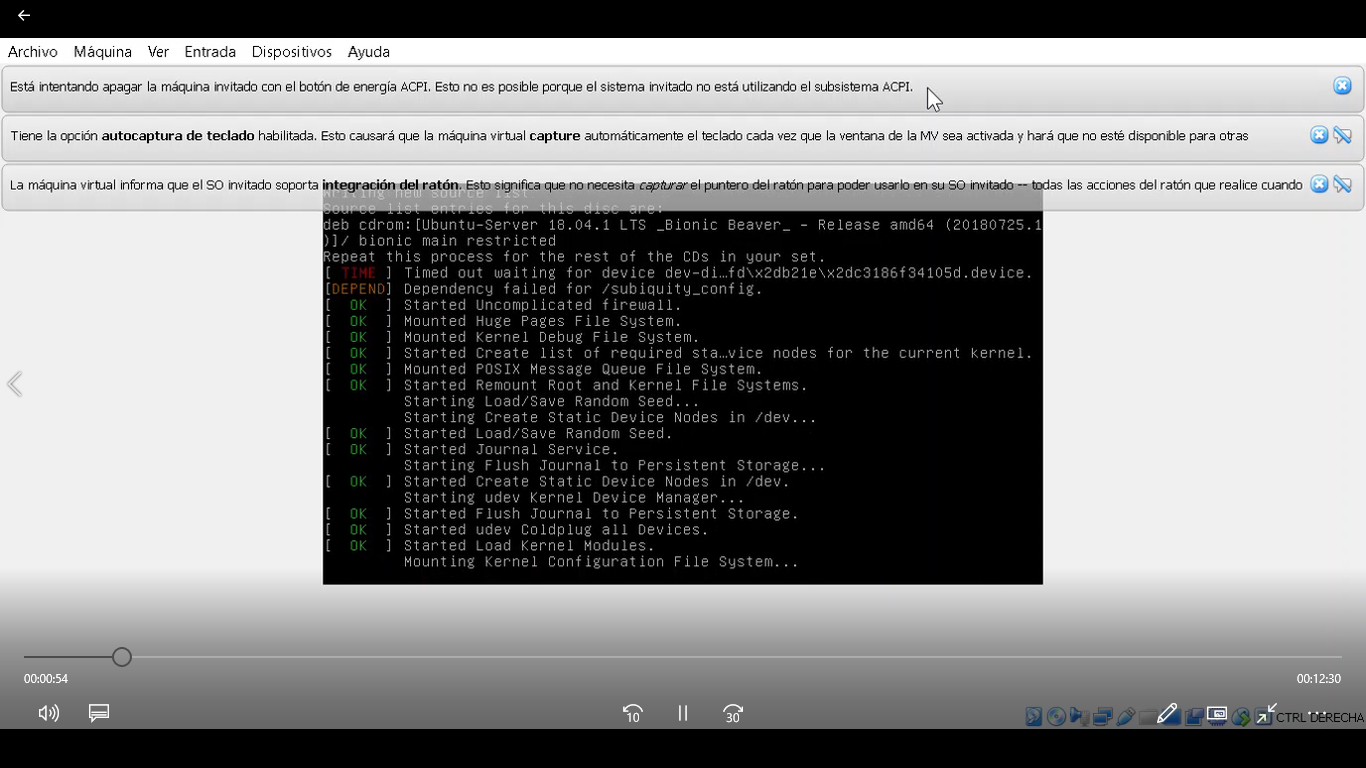 Archivo Máquina Ver Entrada Dispositivos Ayuda
Está intentando apagar la máquina invitado con el botón de energía ACPI. Esto no es posible porque el sistema invitado no está utilizando el subsistema ACPI.
Tiene la opción autocaptura de teclado habilitada. Esto causará que la máquina virtual capture automáticamente el teclado cada vez que la ventana de la MV sea activada y hará que no esté disponible para otras
La máquina virtual informa que el SO invitado soporta integración del ratón. Esto significa que no necesita capturar el puntero del ratón para poder usarlo en su SO invitado -- todas las acciones del ratón que realice cuando
Writing new source list
Source list entries for this disc are:
deb cdrom:[Ubuntu-Server 18.04.1 LTS _Bionic Beaver_ - Release amd64 (20180725.1
)]/ bionic main restricted
Repeat this process for the rest of the CDs in your set.
[ TIME ] Timed out waiting for device dev-di…fd\x2db21e\x2dc3186f34105d.device.
[DEPEND] Dependency failed for /subiquity_config.
[  OK  ] Started Uncomplicated firewall.
[  OK  ] Mounted Huge Pages File System.
[  OK  ] Mounted Kernel Debug File System.
[  OK  ] Started Create list of required sta…vice nodes for the current kernel.
[  OK  ] Mounted POSIX Message Queue File System.
[  OK  ] Started Remount Root and Kernel File Systems.
Starting Load/Save Random Seed...
Starting Create Static Device Nodes in /dev...
[  OK  ] Started Load/Save Random Seed.
[  OK  ] Started Journal Service.
Starting Flush Journal to Persistent Storage...
[  OK  ] Started Create Static Device Nodes in /dev.
Starting udev Kernel Device Manager...
[  OK  ] Started Flush Journal to Persistent Storage.
[  OK  ] Started udev Coldplug all Devices.
[  OK  ] Started Load Kernel Modules.
Mounting Kernel Configuration File System...
00:00:54 00:12:30
10 30 CTRL DERECHA